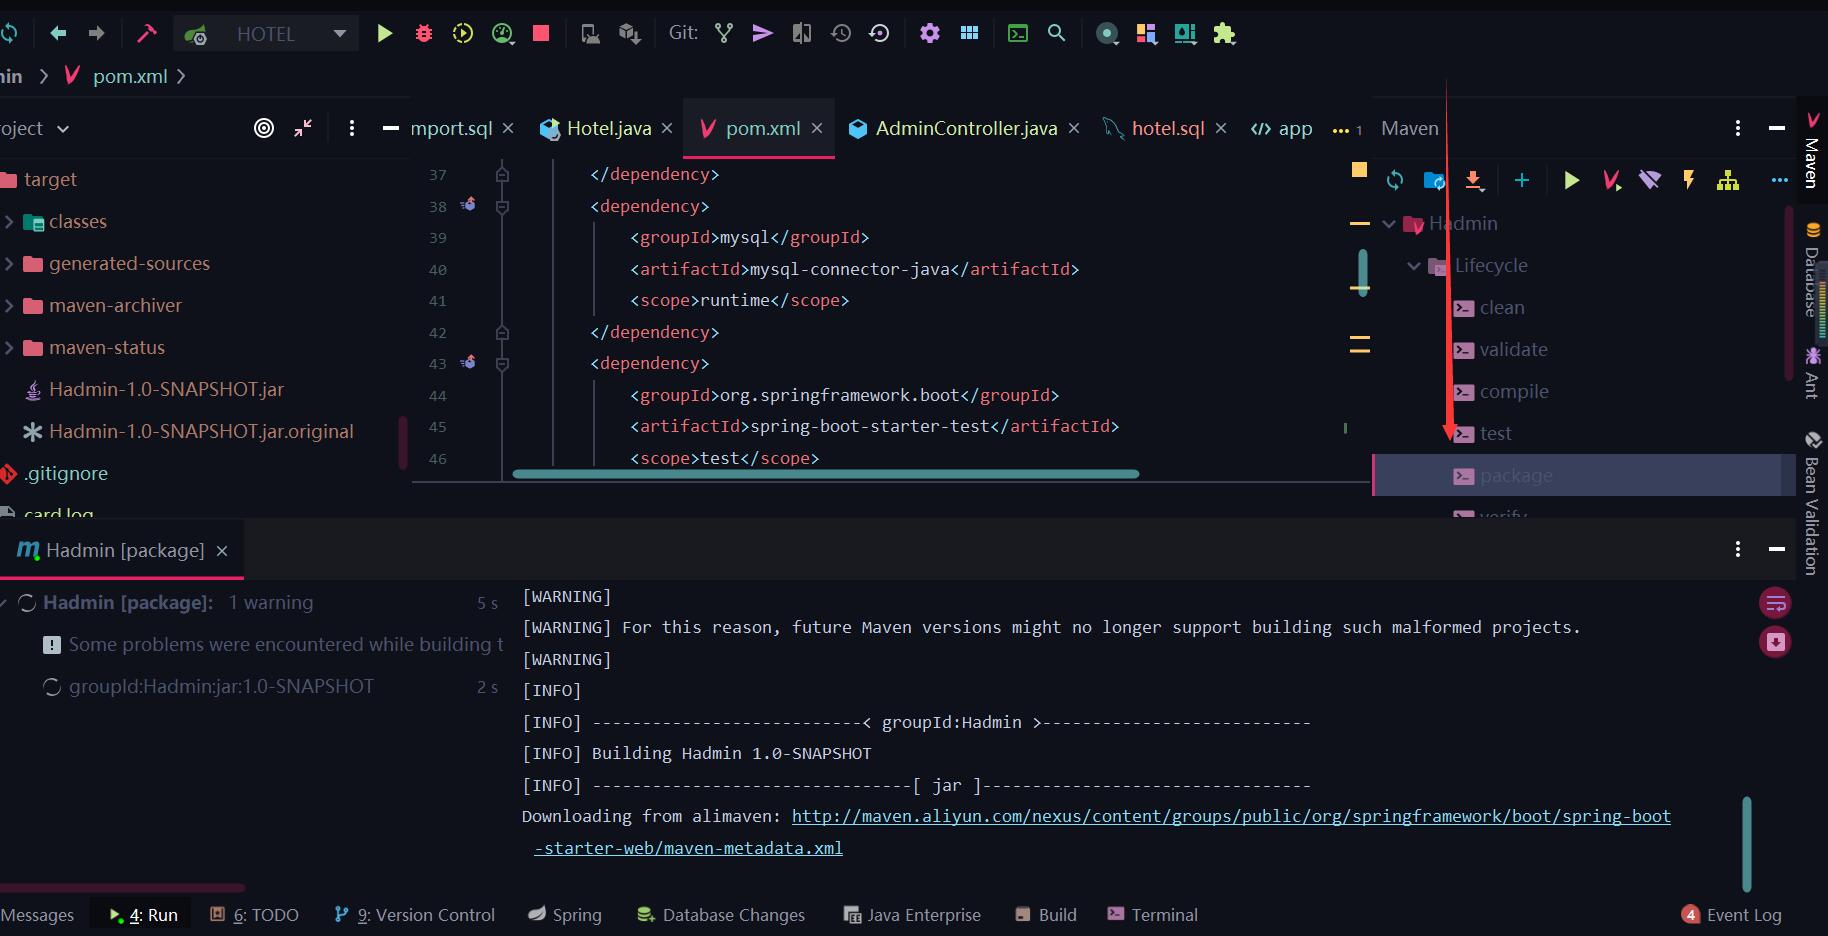 HOTEL
Git:
pom.xml
oject
mport.sql
Hotel.java
pom.xml
AdminController.java
hotel.sql
app
1
Maven
target
classes
generated-sources
maven-archiver
maven-status
Hadmin-1.0-SNAPSHOT.jar
Hadmin-1.0-SNAPSHOT.jar.original
.gitignore
card.log
37 </dependency>
38 <dependency>
39 <groupId>mysql</groupId>
40 <artifactId>mysql-connector-java</artifactId>
41 <scope>runtime</scope>
42 </dependency>
43 <dependency>
44 <groupId>org.springframework.boot</groupId>
45 <artifactId>spring-boot-starter-test</artifactId>
46 <scope>test</scope>
Hadmin
Lifecycle
clean
validate
compile
test
package
verify
Maven
Database
Ant
Bean Validation
Hadmin [package]
Hadmin [package]: 1 warning 5 s
Some problems were encountered while building t
groupId:Hadmin:jar:1.0-SNAPSHOT 2 s
[WARNING]
[WARNING] For this reason, future Maven versions might no longer support building such malformed projects.
[WARNING]
[INFO]
[INFO] ---------------------------< groupId:Hadmin >---------------------------
[INFO] Building Hadmin 1.0-SNAPSHOT
[INFO] --------------------------------[ jar ]---------------------------------
Downloading from alimaven: http://maven.aliyun.com/nexus/content/groups/public/org/springframework/boot/spring-boot
-starter-web/maven-metadata.xml
Messages
4: Run
6: TODO
9: Version Control
Spring
Database Changes
Java Enterprise
Build
Terminal
4 Event Log